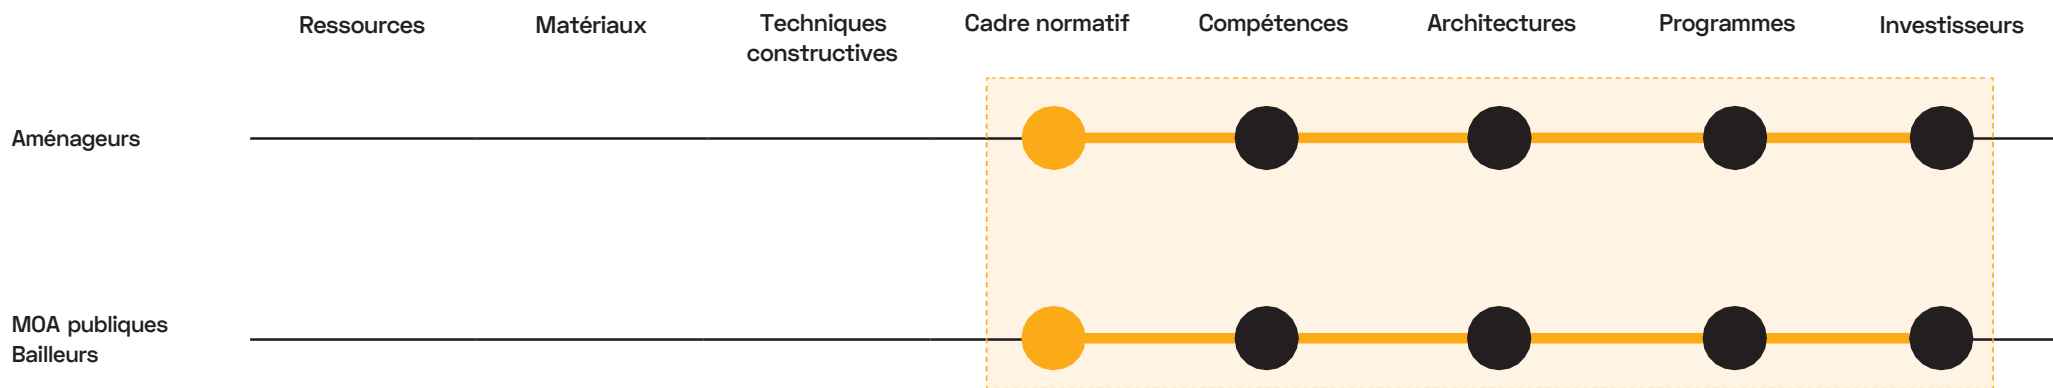 Ressources
Matériaux
Techniques
constructives
Cadre normatif
Compétences
Architectures
Programmes
Investisseurs
Aménageurs
MOA publiques
Bailleurs